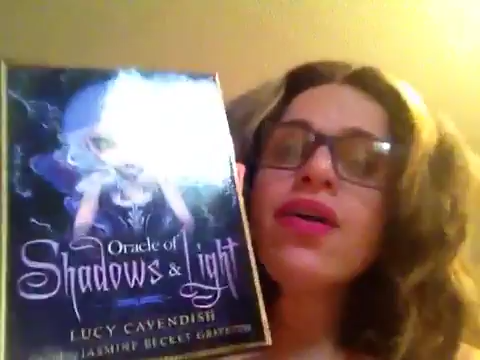 Oracle of
Shadows & Light
LUCY CAVENDISH
JASMINE BECKET-GRIFFITH